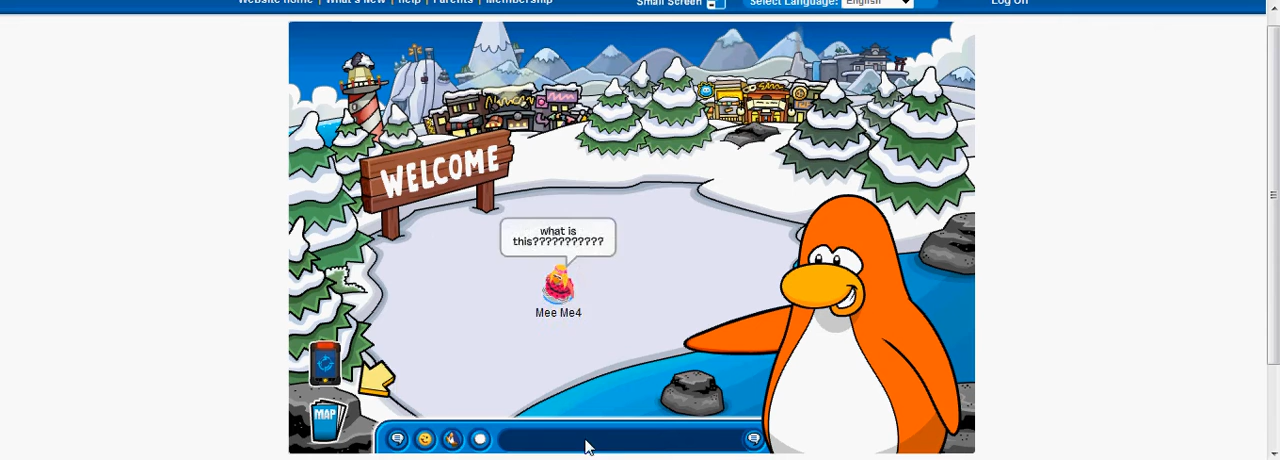 Website home | What's New | help | Parents | Membership
Small Screen
Select Language: English
Log Off
WELCOME
what is
this???????????
Mee Me4
MAP